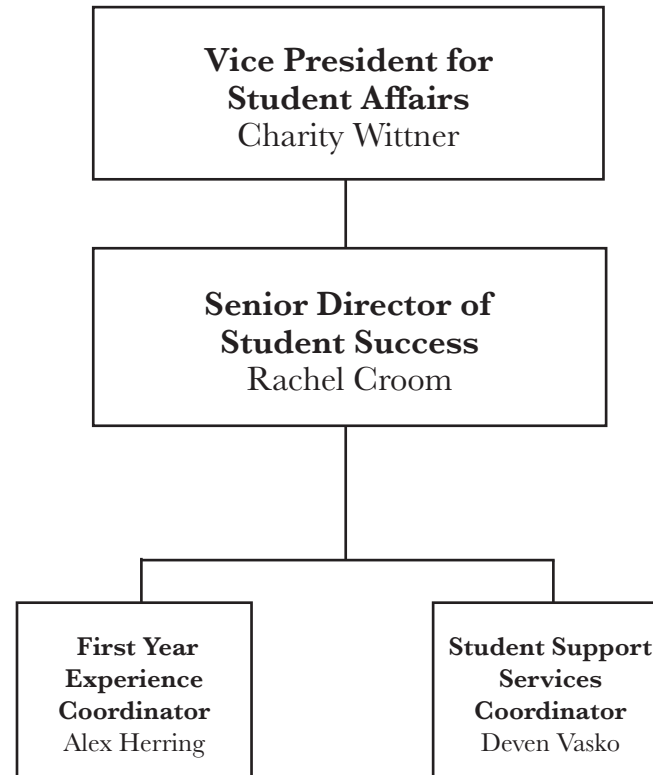 Vice President for
Student Affairs
Charity Wittner
Senior Director of
Student Success
Rachel Croom
First Year
Experience
Coordinator
Alex Herring
Student Support
Services
Coordinator
Deven Vasko